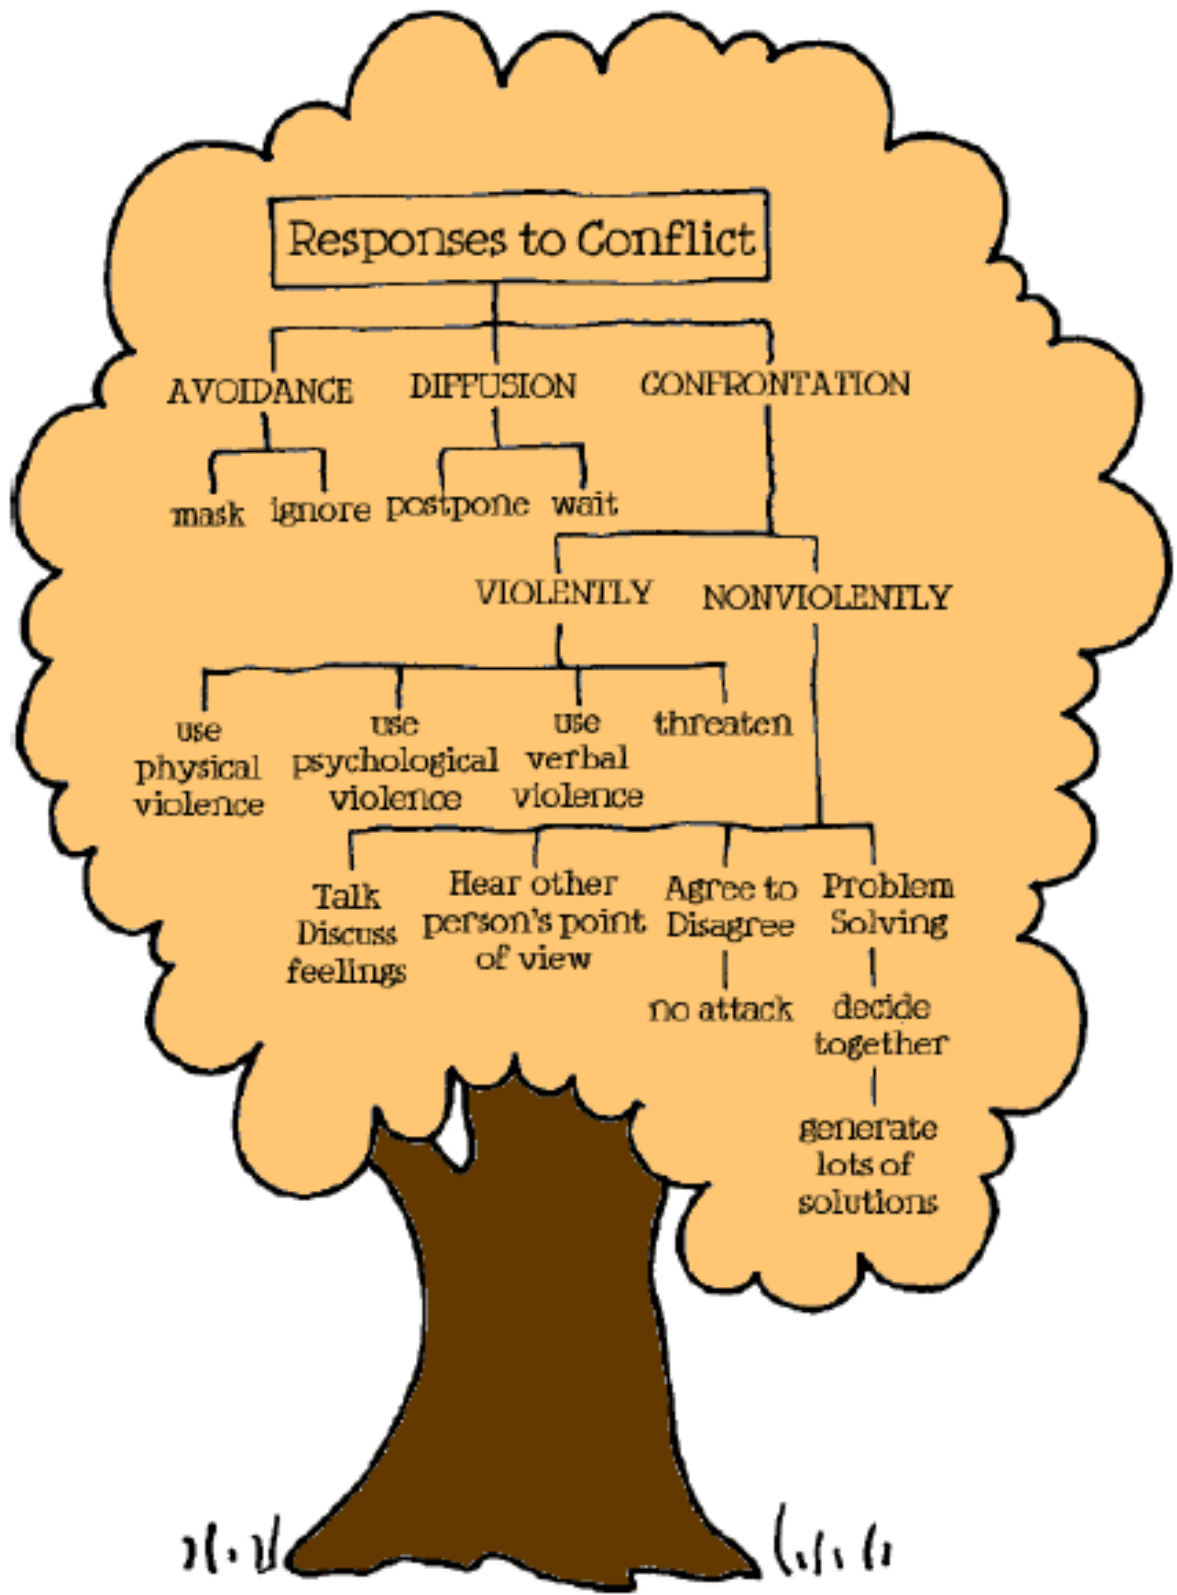 Responses to Conflict
AVOIDANCE DIFFUSION CONFRONTATION
mask ignore postpone wait
VIOLENTLY NONVIOLENTLY
use
physical
violence
use
psychological
violence
use
verbal
violence
threaten
Talk
Discuss
feelings
Hear other
person's point
of view
Agree to
Disagree
no attack
Problem
Solving
decide
together
generate
lots of
solutions